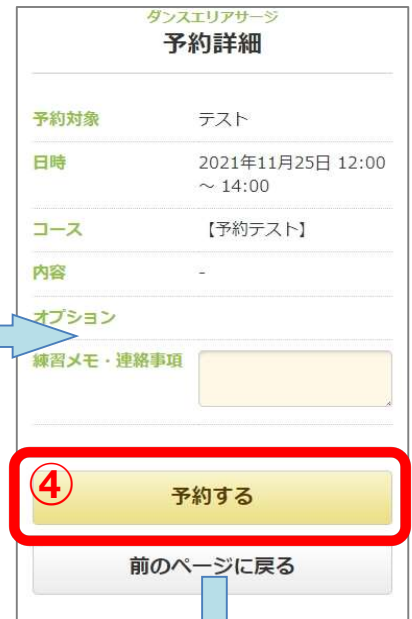 ダンスエリアサージ
予約詳細
予約対象 テスト
日時 2021年11月25日 12:00
～ 14:00
コース 【予約テスト】
内容 -
オプション
練習メモ・連絡事項
④ 予約する
前のページに戻る